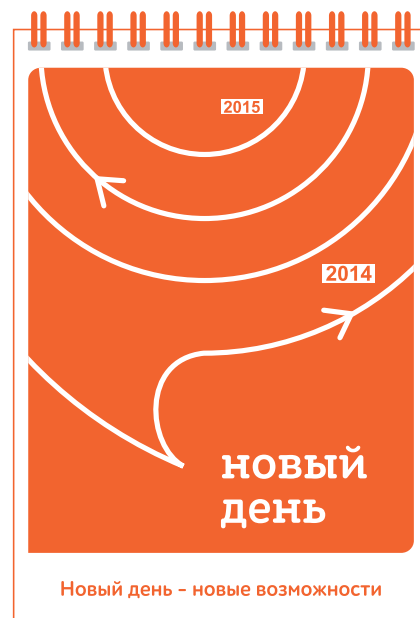 2015
2014
новый
день
Новый день - новые возможности